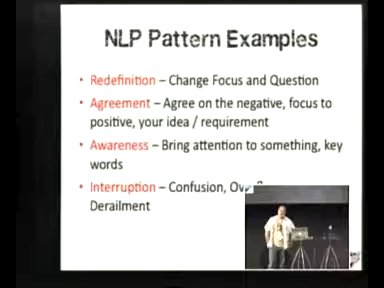 NLP Pattern Examples
• Redefinition – Change Focus and Question
• Agreement – Agree on the negative, focus to
positive, your idea / requirement
• Awareness – Bring attention to something, key
words
• Interruption – Confusion,
Derailment